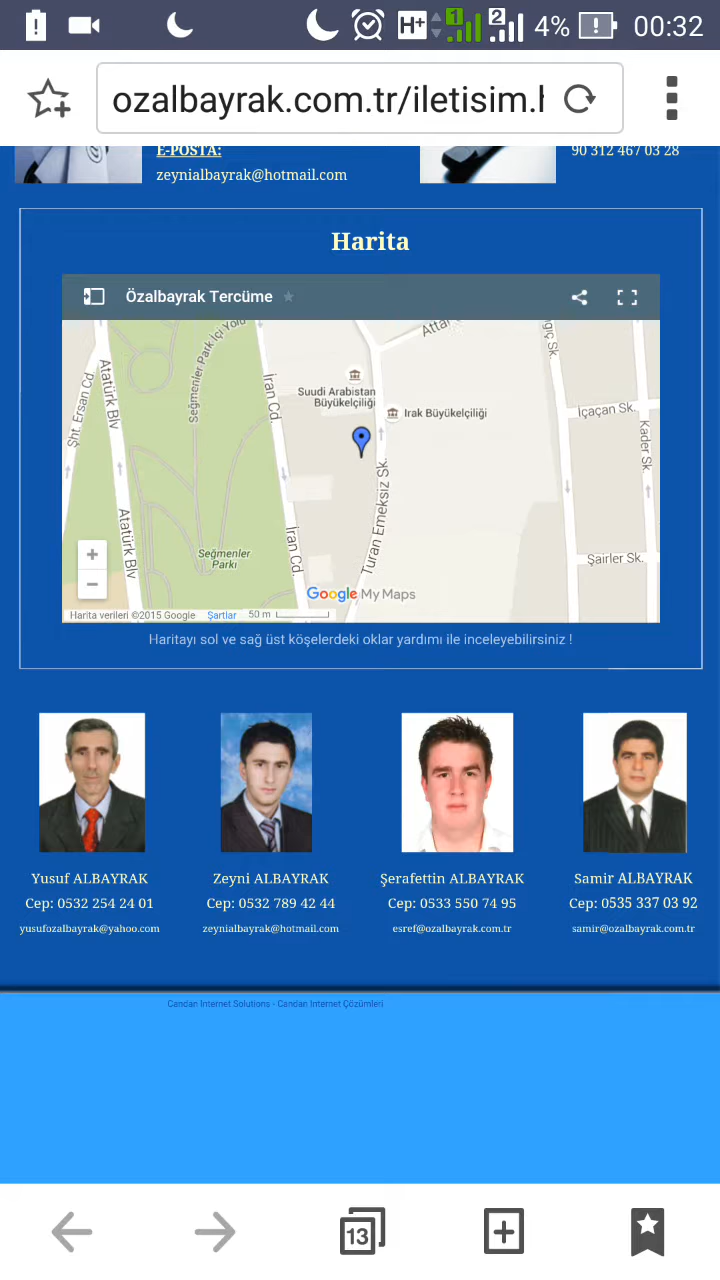 H+
1
2
4%
00:32
ozalbayrak.com.tr/iletisim.h
E-POSTA:
zeynialbayrak@hotmail.com
90 312 467 03 28
Harita
Özalbayrak Tercüme
Şht. Ersan Cd.
Atatürk Blv
Atatürk Blv
Seğmenler Park İçi Yolu
İran Cd.
İran Cd.
Suudi Arabistan
Büyükelçiliği
Irak Büyükelçiliği
Turan Emeksiz Sk.
İçaçan Sk.
Kader Sk
Şairler Sk.
Seğmenler
Parkı
Google My Maps
Harita verileri ©2015 Google
Şartlar
50 m
Haritayı sol ve sağ üst köşelerdeki oklar yardımı ile inceleyebilirsiniz !
Yusuf ALBAYRAK
Cep: 0532 254 24 01
yusufozalbayrak@yahoo.com
Zeyni ALBAYRAK
Cep: 0532 789 42 44
zeynialbayrak@hotmail.com
Şerafettin ALBAYRAK
Cep: 0533 550 74 95
esref@ozalbayrak.com.tr
Samir ALBAYRAK
Cep: 0535 337 03 92
samir@ozalbayrak.com.tr
Candan Internet Solutions - Candan Internet Çözümleri
13